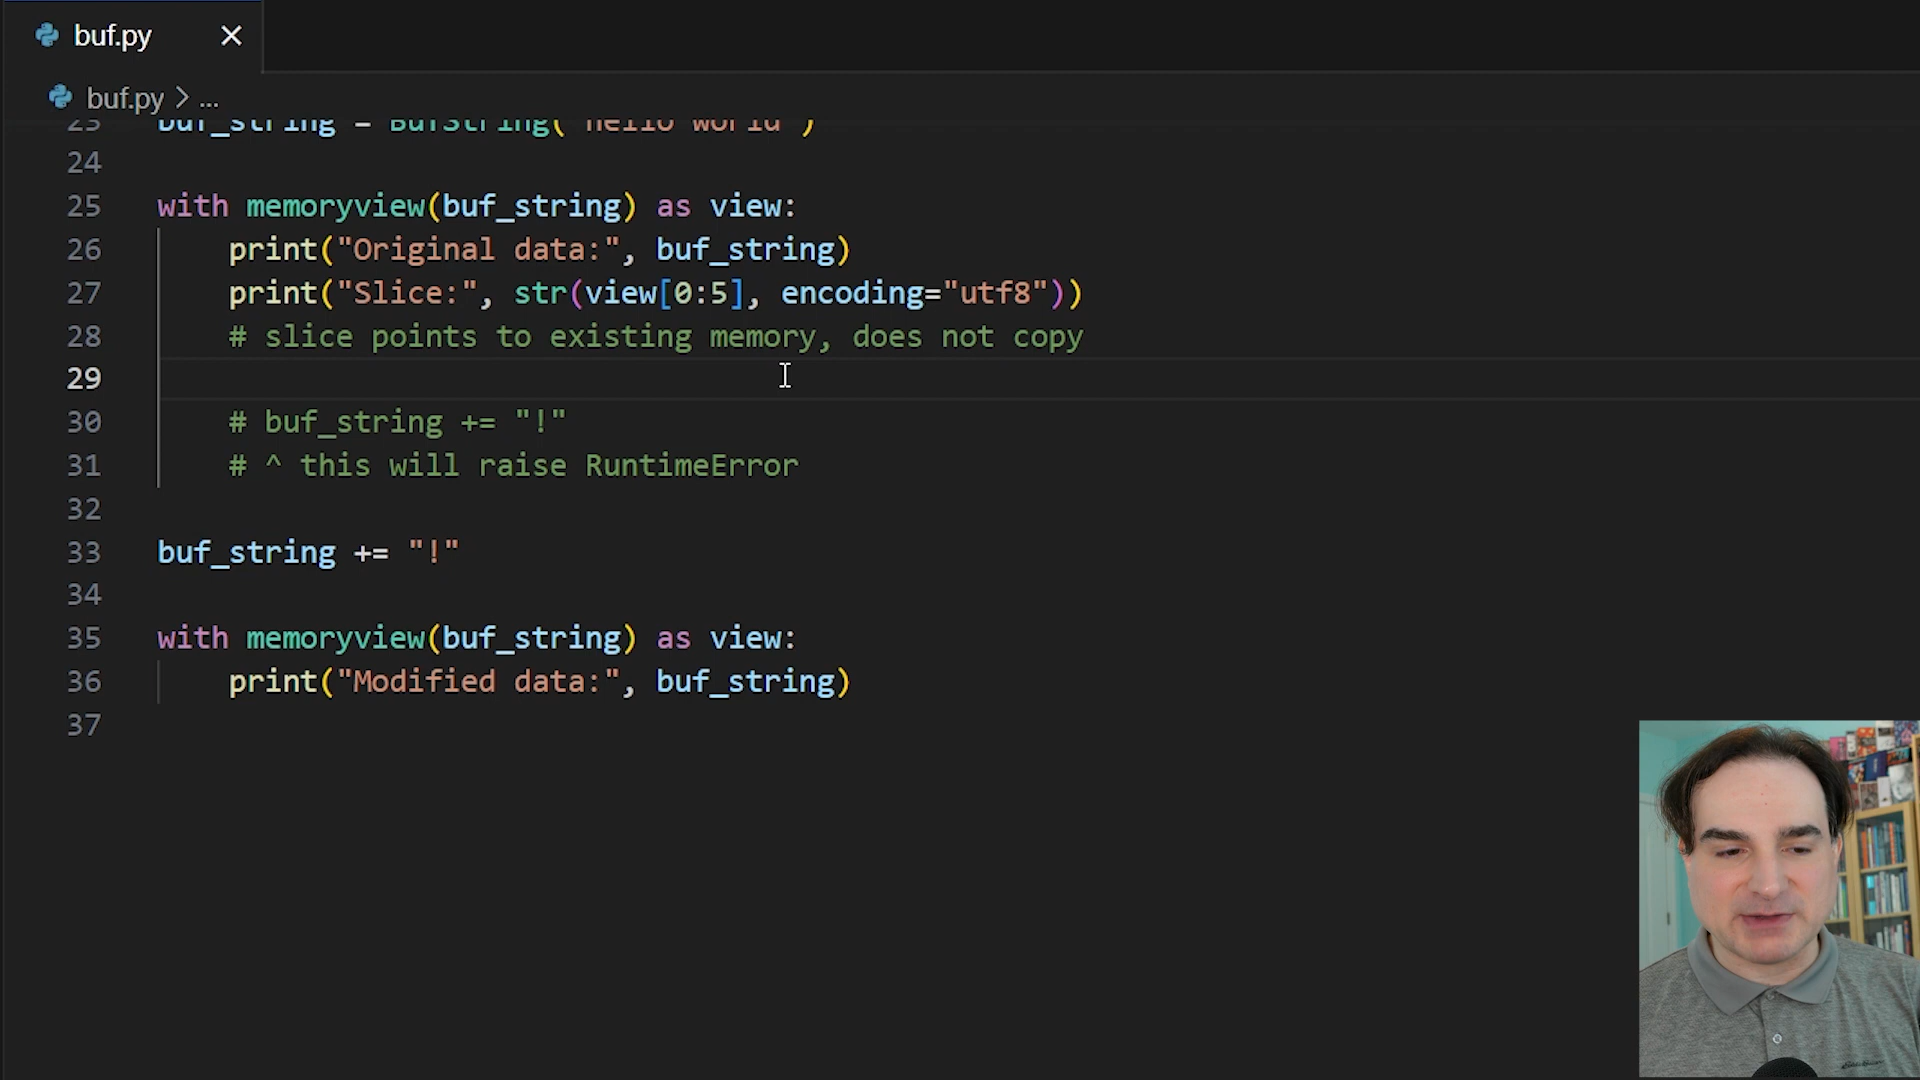 buf.py
buf.py > ...
23 buf_string = BufString("hello world")
24
25 with memoryview(buf_string) as view:
26 print("Original data:", buf_string)
27 print("Slice:", str(view[0:5], encoding="utf8"))
28 # slice points to existing memory, does not copy
29
30 # buf_string += "!"
31 # ^ this will raise RuntimeError
32
33 buf_string += "!"
34
35 with memoryview(buf_string) as view:
36 print("Modified data:", buf_string)
37